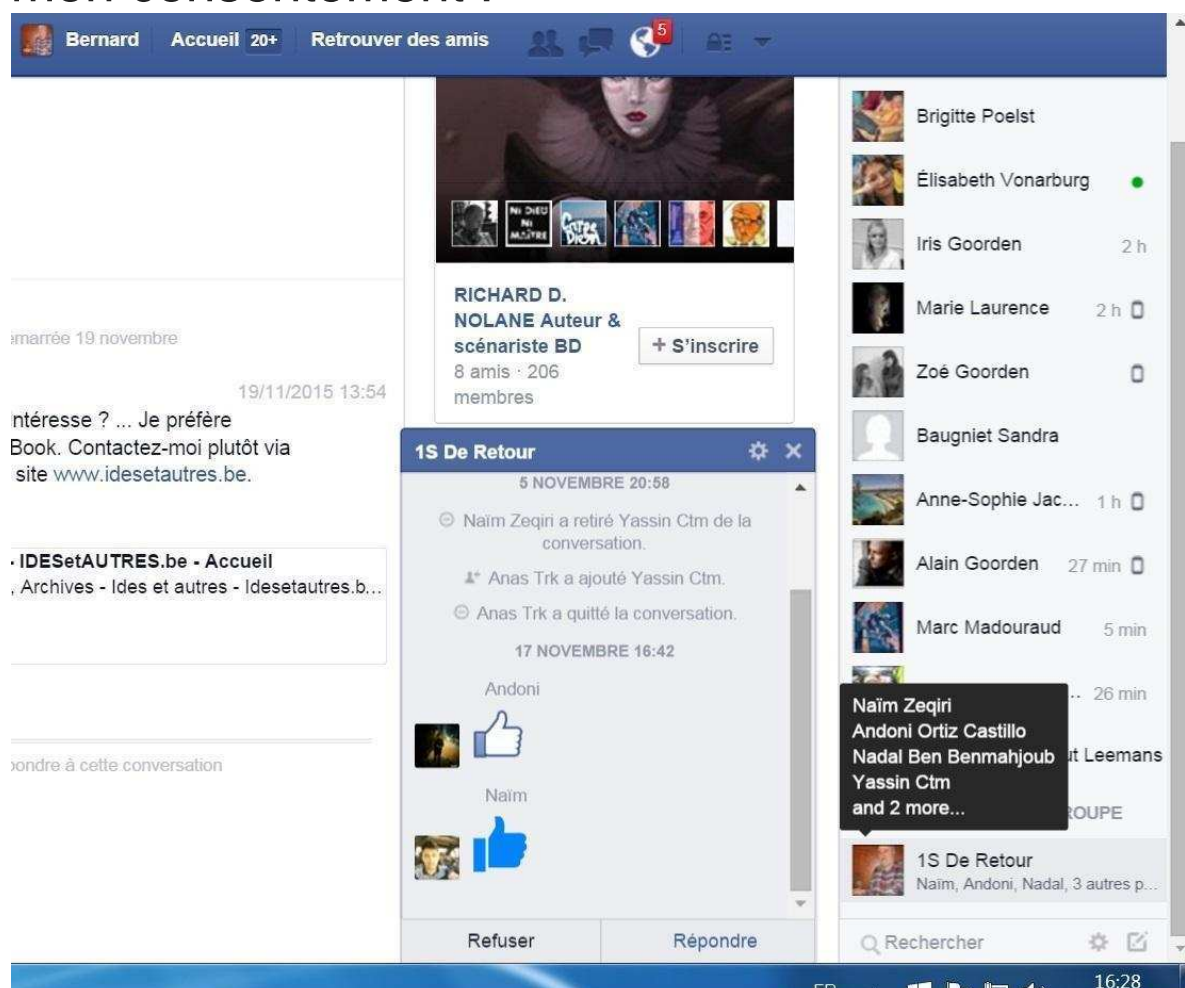 mon consentement !
Bernard Accueil 20+ Retrouver des amis 5
Brigitte Poelst
Élisabeth Vonarburg
Iris Goorden 2 h
Marie Laurence 2 h
Zoé Goorden
Baugniet Sandra
Anne-Sophie Jac... 1 h
Alain Goorden 27 min
Marc Madouraud 5 min
.. 26 min
ut Leemans
ROUPE
Naïm Zeqiri
Andoni Ortiz Castillo
Nadal Ben Benmahjoub
Yassin Ctm
and 2 more...
1S De Retour
Naïm, Andoni, Nadal, 3 autres p...
Rechercher
NI DIEU
NI
MAÎTRE
RICHARD D.
NOLANE Auteur &
scénariste BD
8 amis · 206
membres
+ S'inscrire
émarrée 19 novembre
19/11/2015 13:54
ntéresse ? ... Je préfère
Book. Contactez-moi plutôt via
site www.idesetautres.be.
- IDESetAUTRES.be - Accueil
, Archives - Ides et autres - Idesetautres.b...
pondre à cette conversation
1S De Retour
5 NOVEMBRE 20:58
Naïm Zeqiri a retiré Yassin Ctm de la
conversation.
Anas Trk a ajouté Yassin Ctm.
Anas Trk a quitté la conversation.
17 NOVEMBRE 16:42
Andoni
Naïm
Refuser Répondre
16:28